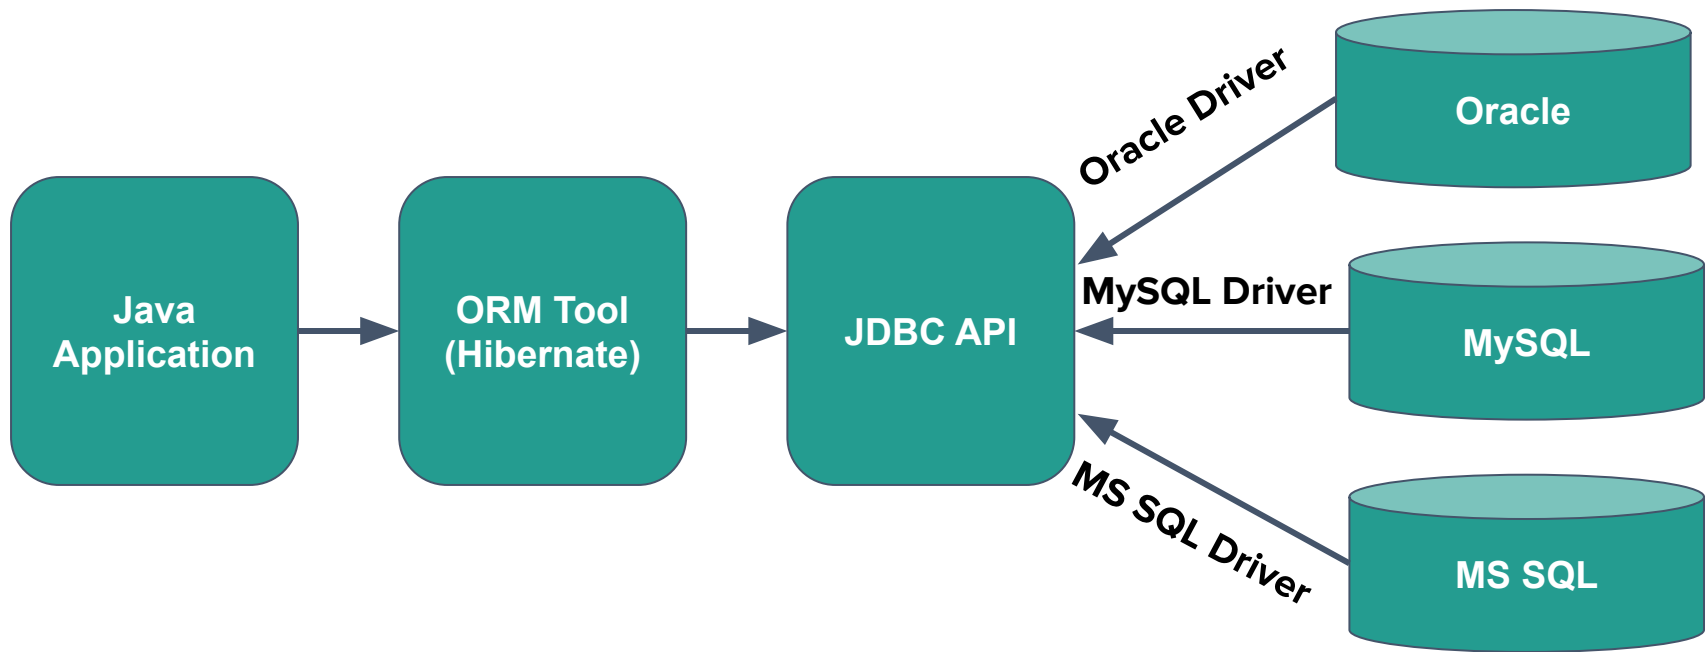 Java
Application
ORM Tool
(Hibernate)
JDBC API
Oracle Driver
MySQL Driver
MS SQL Driver
Oracle
MySQL
MS SQL